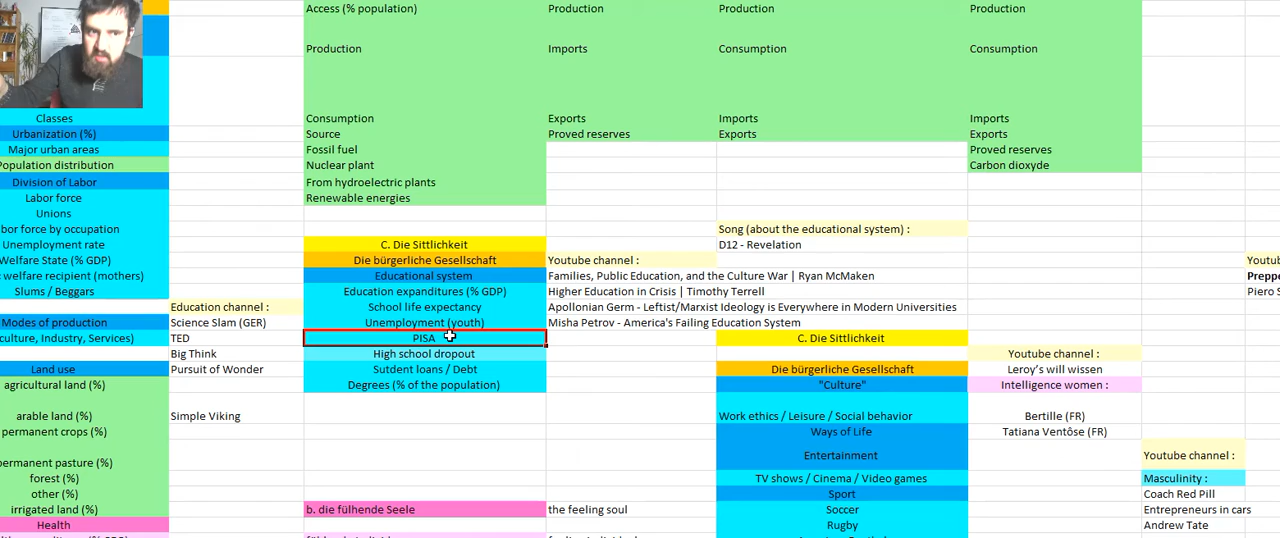 Access (% population) Production Production Production
Production Imports Consumption Consumption
Classes Consumption Exports Imports Imports
Urbanization (%) Source Proved reserves Exports Exports
Major urban areas Fossil fuel Proved reserves
Population distribution Nuclear plant Carbon dioxyde
Division of Labor From hydroelectric plants
Labor force Renewable energies
Unions
bor force by occupation Song (about the educational system) :
Unemployment rate C. Die Sittlichkeit D12 - Revelation
Welfare State (% GDP) Die bürgerliche Gesellschaft Youtube channel : Youtub
welfare recipient (mothers) Educational system Families, Public Education, and the Culture War | Ryan McMaken Preppe
Slums / Beggars Education expanditures (% GDP) Higher Education in Crisis | Timothy Terrell Piero S
Education channel : School life expectancy Apollonian Germ - Leftist/Marxist Ideology is Everywhere in Modern Universities
Modes of production Science Slam (GER) Unemployment (youth) Misha Petrov - America's Failing Education System
culture, Industry, Services) TED PISA C. Die Sittlichkeit
Big Think High school dropout Youtube channel :
Land use Pursuit of Wonder Sutdent loans / Debt Die bürgerliche Gesellschaft Leroy's will wissen
agricultural land (%) Degrees (% of the population) "Culture" Intelligence women :
arable land (%) Simple Viking Work ethics / Leisure / Social behavior Bertille (FR)
permanent crops (%) Ways of Life Tatiana Ventôse (FR)
permanent pasture (%) Entertainment Youtube channel :
forest (%) TV shows / Cinema / Video games Masculinity :
other (%) Sport Coach Red Pill
irrigated land (%) b. die fülhende Seele the feeling soul Soccer Entrepreneurs in cars
Health Rugby Andrew Tate